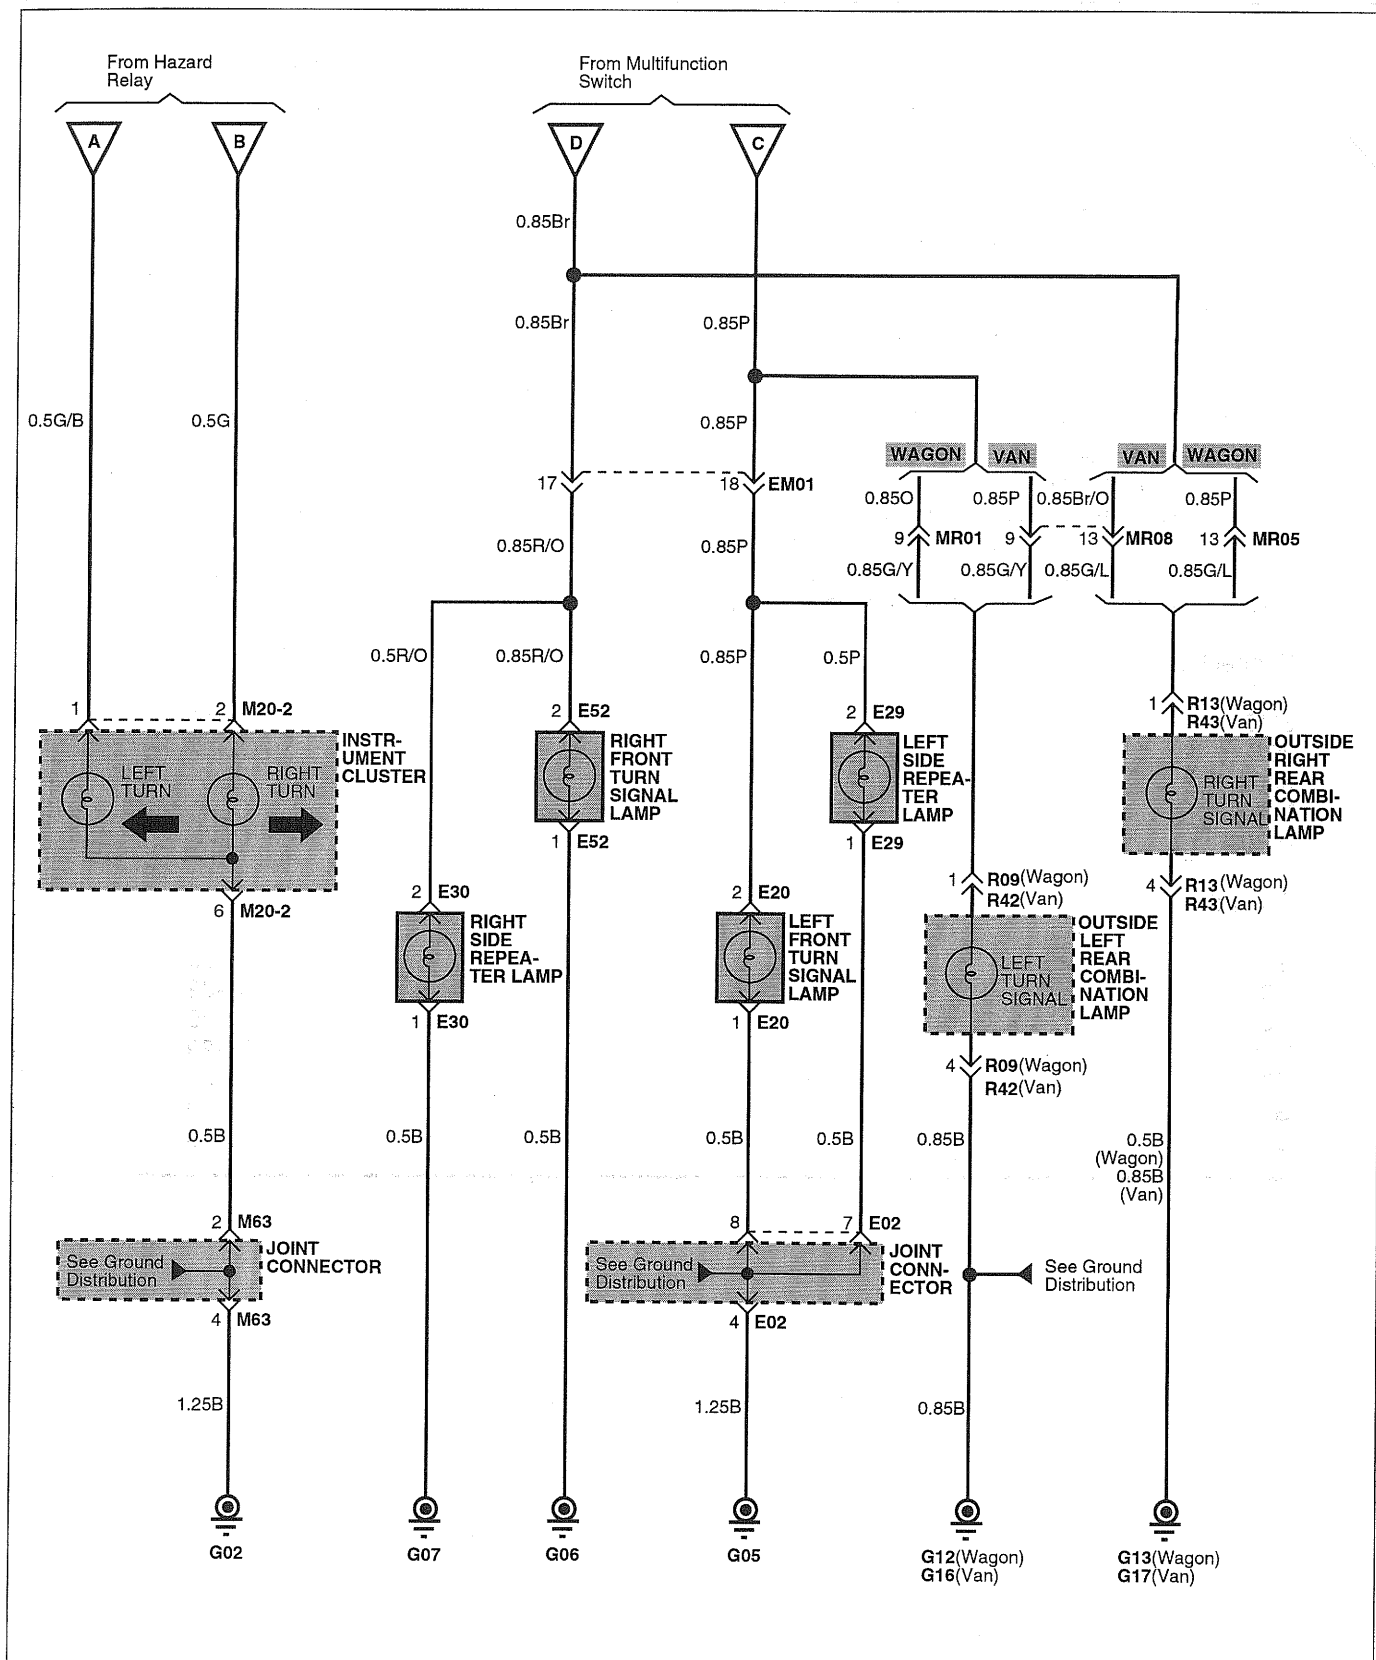 From Hazard
Relay
From Multifunction
Switch
A
B
D
C
0.85Br
0.85Br
0.85P
0.5G/B
0.5G
0.85P
WAGON
VAN
VAN
WAGON
17
18
EM01
0.85O
0.85P
0.85Br/O
0.85P
9
MR01
9
13
MR08
13
MR05
0.85R/O
0.85P
0.85G/Y
0.85G/Y
0.85G/L
0.85G/L
0.5R/O
0.85R/O
0.85P
0.5P
1
2
M20-2
2
E52
2
E29
1
R13(Wagon)
R43(Van)
INSTR-
UMENT
CLUSTER
LEFT
TURN
RIGHT
TURN
RIGHT
FRONT
TURN
SIGNAL
LAMP
LEFT
SIDE
REPEA-
TER
LAMP
RIGHT
TURN
SIGNAL
OUTSIDE
RIGHT
REAR
COMBI-
NATION
LAMP
1
E52
1
E29
6
M20-2
2
E30
2
E20
1
R09(Wagon)
R42(Van)
4
R13(Wagon)
R43(Van)
RIGHT
SIDE
REPEA-
TER LAMP
LEFT
FRONT
TURN
SIGNAL
LAMP
LEFT
TURN
SIGNAL
OUTSIDE
LEFT
REAR
COMBI-
NATION
LAMP
1
E30
1
E20
4
R09(Wagon)
R42(Van)
0.5B
0.5B
0.5B
0.5B
0.5B
0.85B
0.5B
(Wagon)
0.85B
(Van)
2
M63
8
7
E02
See Ground
Distribution
JOINT
CONNECTOR
See Ground
Distribution
JOINT
CONN-
ECTOR
See Ground
Distribution
4
M63
4
E02
1.25B
1.25B
0.85B
G02
G07
G06
G05
G12(Wagon)
G16(Van)
G13(Wagon)
G17(Van)